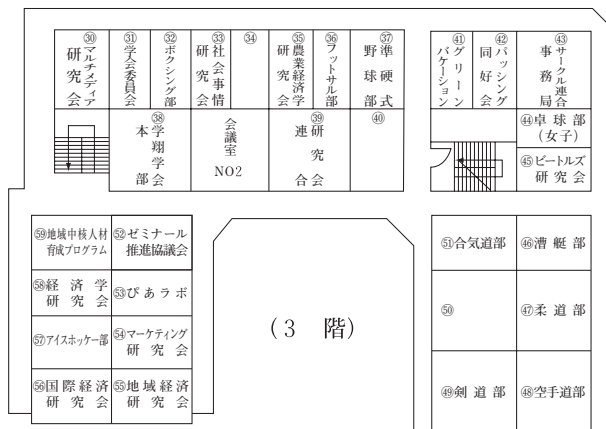 ㉚マルチメディア
研究会
㉛学会委員会
㉜ボクシング部
㉝社会事情
研究会
㉞
㉟農業経済学
研究会
㊱フットサル部
㊲準硬式
野球部
㊶グリーン
バケーション
㊷パッシング
同好会
㊸サークル連合
事務局
㊳学翔学会
本部
会議室
NO2
㊴研究会
連合
㊵
㊹卓球部
(女子)
㊺ビートルズ
研究会
59地域中核人材
育成プログラム
52ゼミナール
推進協議会
58経済学
研究会
53ぴあラボ
57アイスホッケー部
54マーケティング
研究会
56国際経済
研究会
55地域経済
研究会
(3 階)
51合気道部
㊻漕艇部
㊿
㊼柔道部
㊾剣道部
㊽空手道部